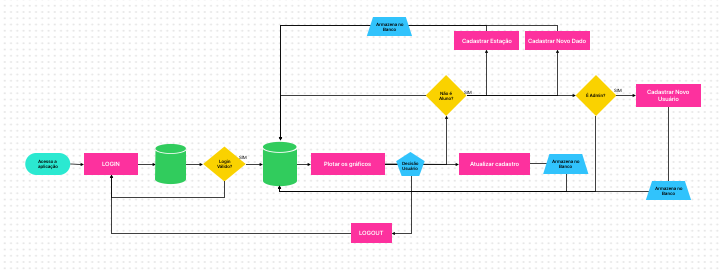 Armazena no
Banco
Cadastrar Estação
Cadastrar Novo Dado
Não é
Aluno?
SIM
É Admin?
SIM
Cadastrar Novo
Usuário
Acesso a
aplicação
LOGIN
Login
Válido?
SIM
Plotar os gráficos
Decisão
Usuário
Atualizar cadastro
Armazena no
Banco
Armazena no
Banco
LOGOUT